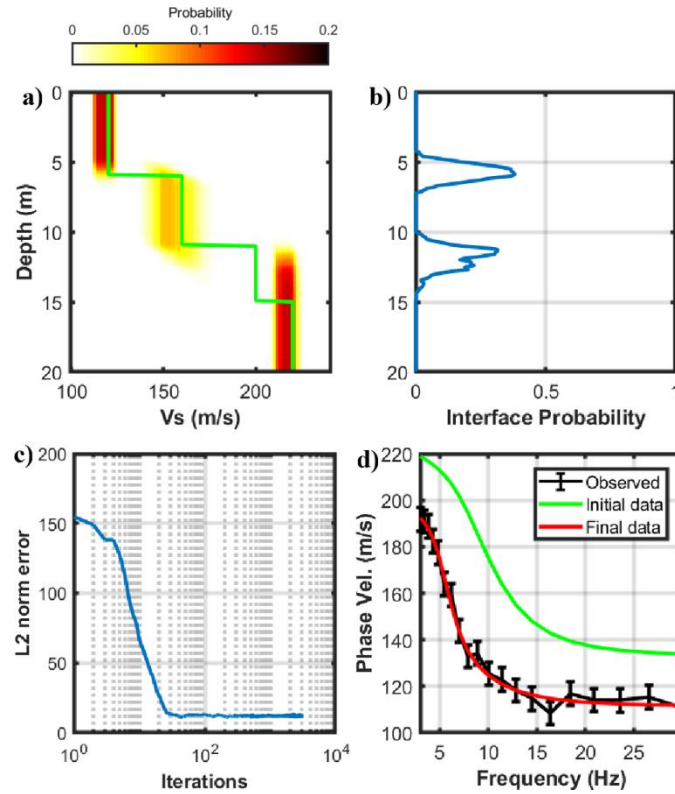 Probability
0 0.05 0.1 0.15 0.2
a)
0
5
10
15
20
Depth (m)
100 150 200
Vs (m/s)
b)
0
5
10
15
20
0 0.5 1
Interface Probability
c)
200
150
100
50
0
L2 norm error
10^0 10^2 10^4
Iterations
d)
220
200
180
160
140
120
100
Phase Vel. (m/s)
Observed
Initial data
Final data
5 10 15 20 25
Frequency (Hz)